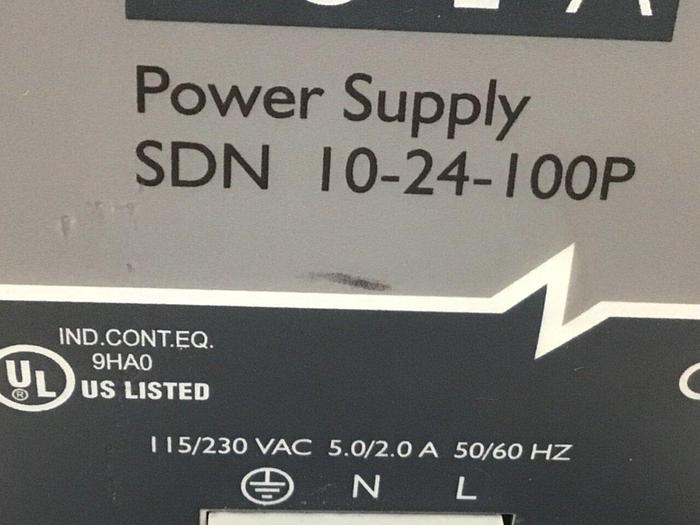 Power Supply
SDN 10-24-100P
IND.CONT.EQ.
9HA0
UL® US LISTED
115/230 VAC 5.0/2.0 A 50/60 HZ
N L